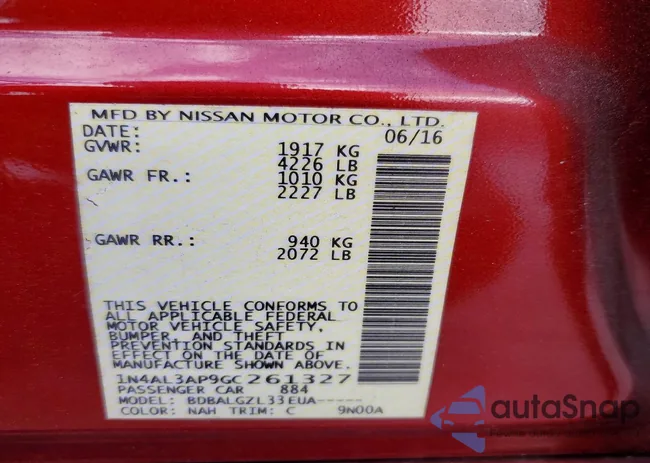 MFD BY NISSAN MOTOR CO., LTD.
DATE: 06/16
GVWR: 1917 KG
4226 LB
GAWR FR.: 1010 KG
2227 LB
GAWR RR.: 940 KG
2072 LB
THIS VEHICLE CONFORMS TO
ALL APPLICABLE FEDERAL
MOTOR VEHICLE SAFETY,
BUMPER, AND THEFT
PREVENTION STANDARDS IN
EFFECT ON THE DATE OF
MANUFACTURE SHOWN ABOVE.
1N4AL3AP9GC261327
PASSENGER CAR 884
MODEL: BDBALGZL33EUA-----
COLOR: NAH TRIM: C 9N00A
autoSnap